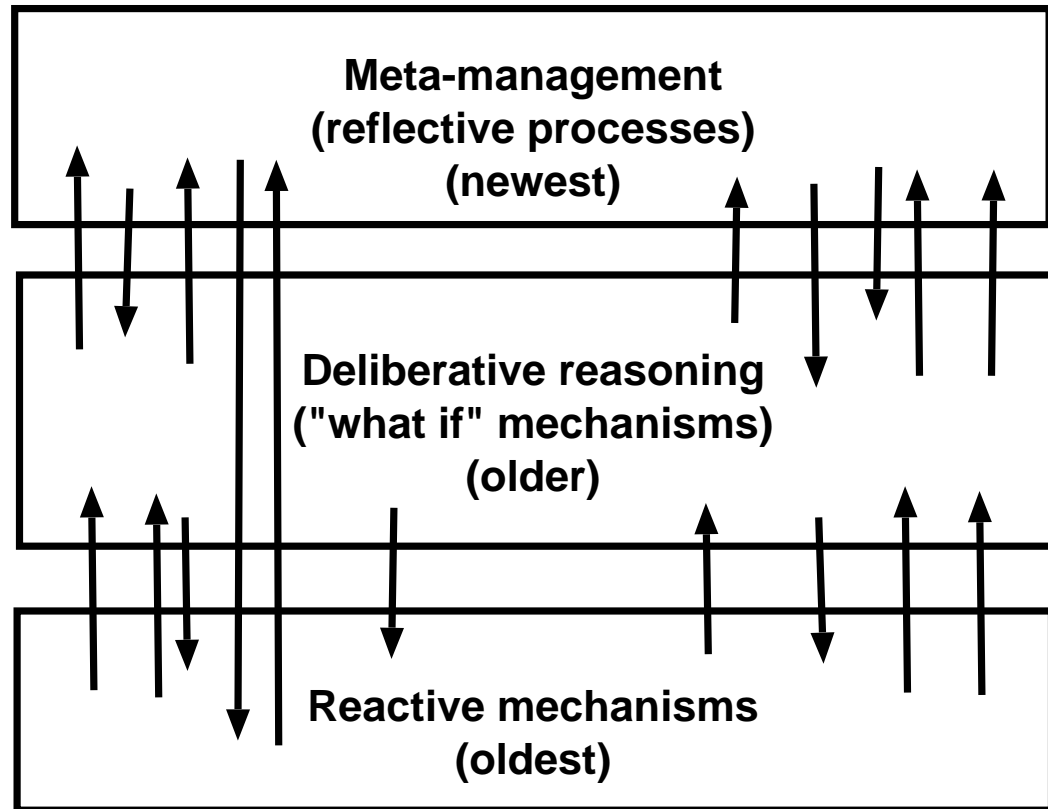 Meta-management
(reflective processes)
(newest)
Deliberative reasoning
("what if" mechanisms)
(older)
Reactive mechanisms
(oldest)